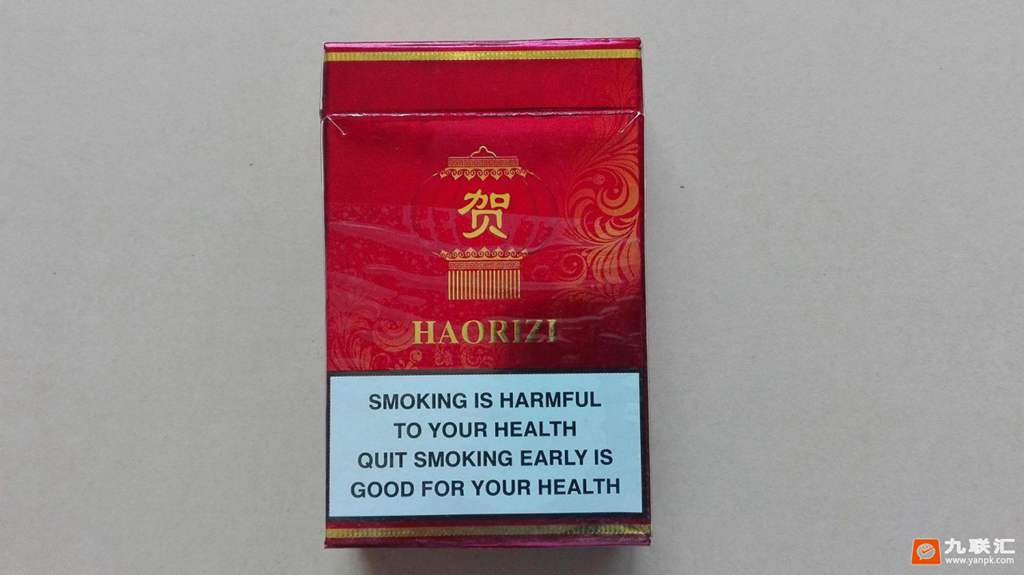 贺
HAORIZI
SMOKING IS HARMFUL
TO YOUR HEALTH
QUIT SMOKING EARLY IS
GOOD FOR YOUR HEALTH
九联汇
www.yanpk.com